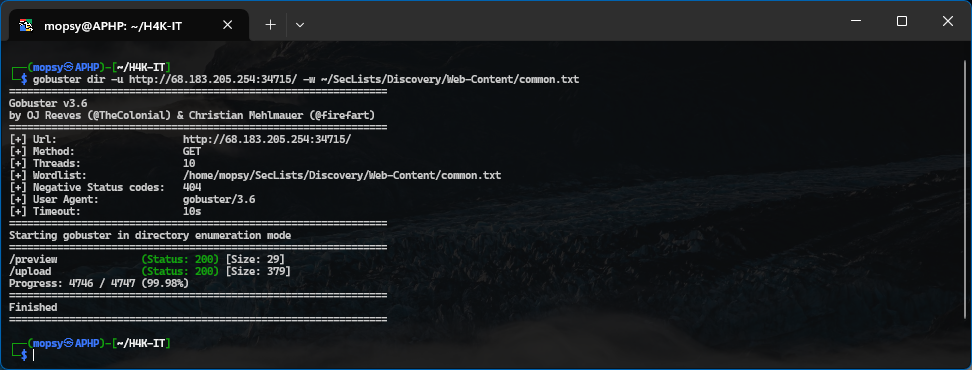 mopsy@APHP: ~/H4K-IT
┌──(mopsy㉿APHP)-[~/H4K-IT]
└─$ gobuster dir -u http://68.183.205.254:34715/ -w ~/SecLists/Discovery/Web-Content/common.txt
===============================================================
Gobuster v3.6
by OJ Reeves (@TheColonial) & Christian Mehlmauer (@firefart)
===============================================================
[+] Url:                     http://68.183.205.254:34715/
[+] Method:                  GET
[+] Threads:                 10
[+] Wordlist:                /home/mopsy/SecLists/Discovery/Web-Content/common.txt
[+] Negative Status codes:   404
[+] User Agent:              gobuster/3.6
[+] Timeout:                 10s
===============================================================
Starting gobuster in directory enumeration mode
===============================================================
/preview              (Status: 200) [Size: 29]
/upload               (Status: 200) [Size: 379]
Progress: 4746 / 4747 (99.98%)
===============================================================
Finished
===============================================================
┌──(mopsy㉿APHP)-[~/H4K-IT]
└─$